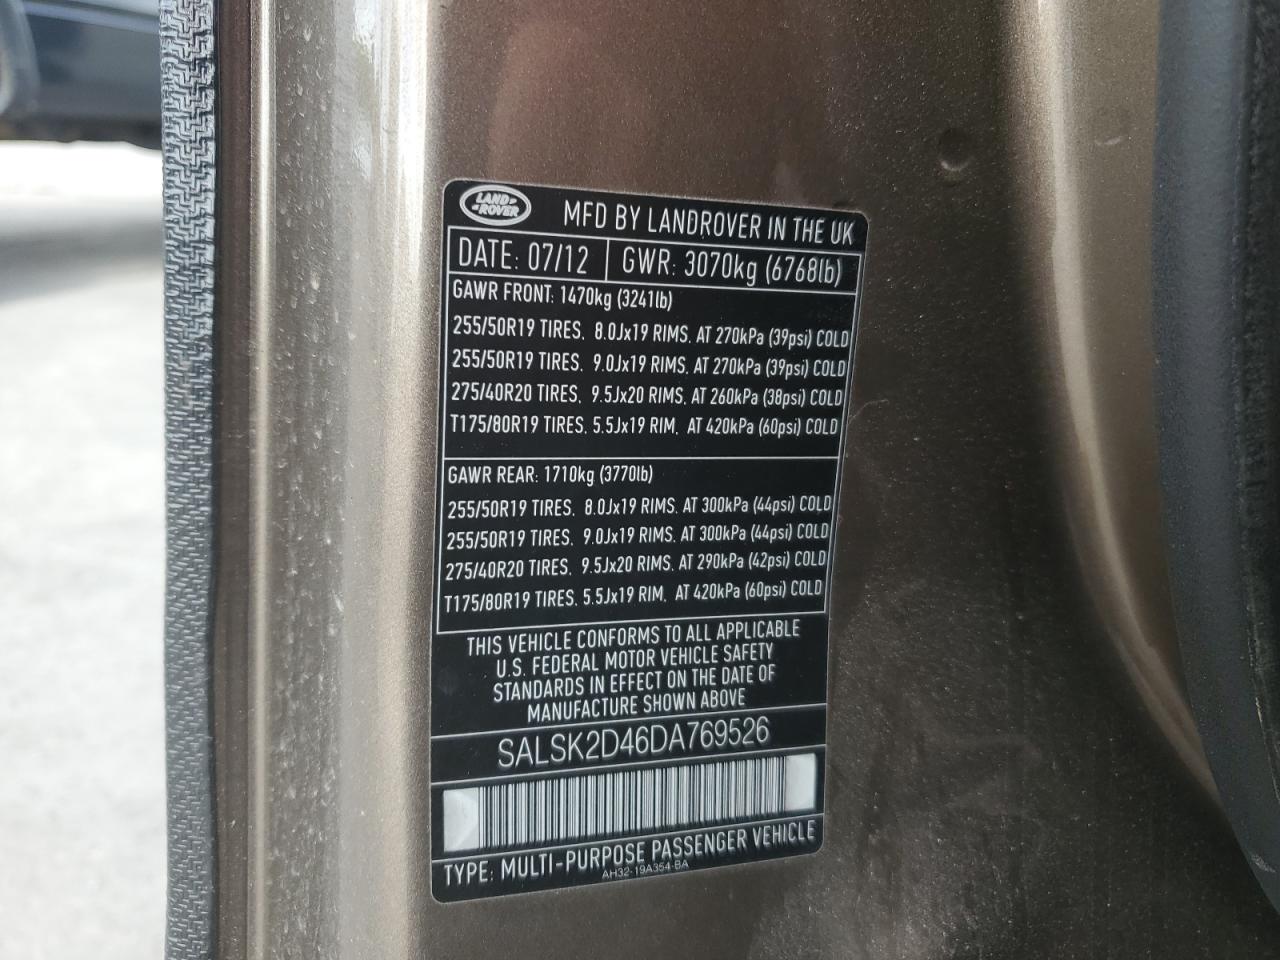 LAND
ROVER
MFD BY LANDROVER IN THE UK
DATE: 07/12 GWR: 3070kg (6768lb)
GAWR FRONT: 1470kg (3241lb)
255/50R19 TIRES. 8.0Jx19 RIMS. AT 270kPa (39psi) COLD
255/50R19 TIRES. 9.0Jx19 RIMS. AT 270kPa (39psi) COLD
275/40R20 TIRES. 9.5Jx20 RIMS. AT 260kPa (38psi) COLD
T175/80R19 TIRES. 5.5Jx19 RIM. AT 420kPa (60psi) COLD
GAWR REAR: 1710kg (3770lb)
255/50R19 TIRES. 8.0Jx19 RIMS. AT 300kPa (44psi) COLD
255/50R19 TIRES. 9.0Jx19 RIMS. AT 300kPa (44psi) COLD
275/40R20 TIRES. 9.5Jx20 RIMS. AT 290kPa (42psi) COLD
T175/80R19 TIRES. 5.5Jx19 RIM. AT 420kPa (60psi) COLD
THIS VEHICLE CONFORMS TO ALL APPLICABLE
U.S. FEDERAL MOTOR VEHICLE SAFETY
STANDARDS IN EFFECT ON THE DATE OF
MANUFACTURE SHOWN ABOVE
SALSK2D46DA769526
TYPE: MULTI-PURPOSE PASSENGER VEHICLE
AH32-19A354-BA